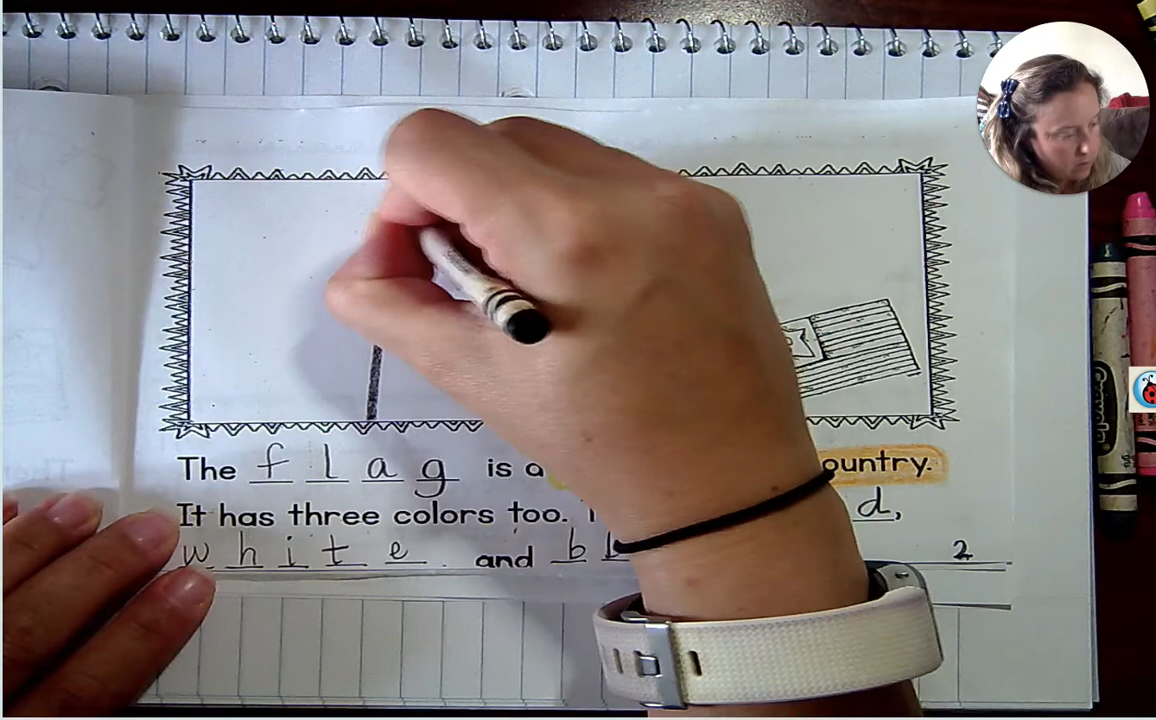 The flag is a ountry.
It has three colors too. d,
white and b 2